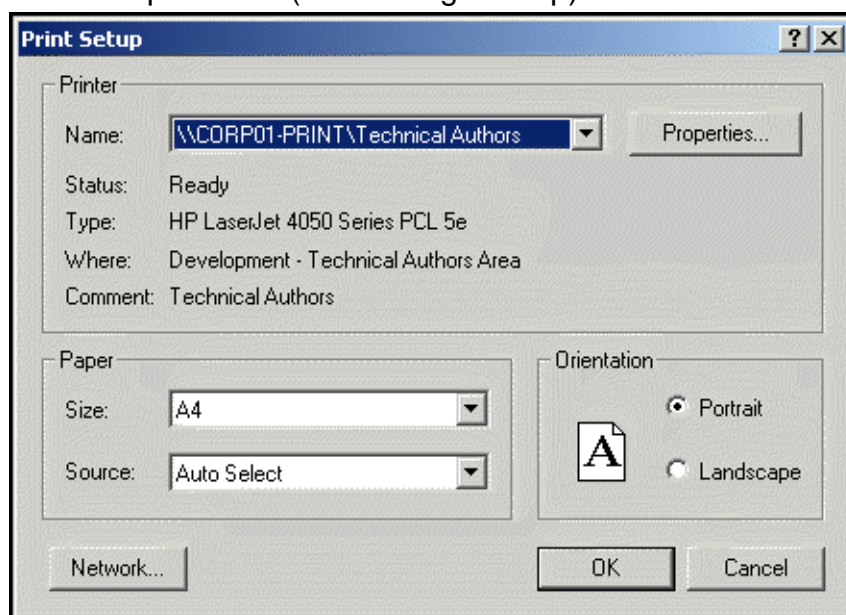 Print Setup
Printer
Name: \\CORP01-PRINT\Technical Authors Properties...
Status: Ready
Type: HP LaserJet 4050 Series PCL 5e
Where: Development - Technical Authors Area
Comment: Technical Authors
Paper Orientation
Size: A4 Portrait
A
Source: Auto Select Landscape
Network... OK Cancel